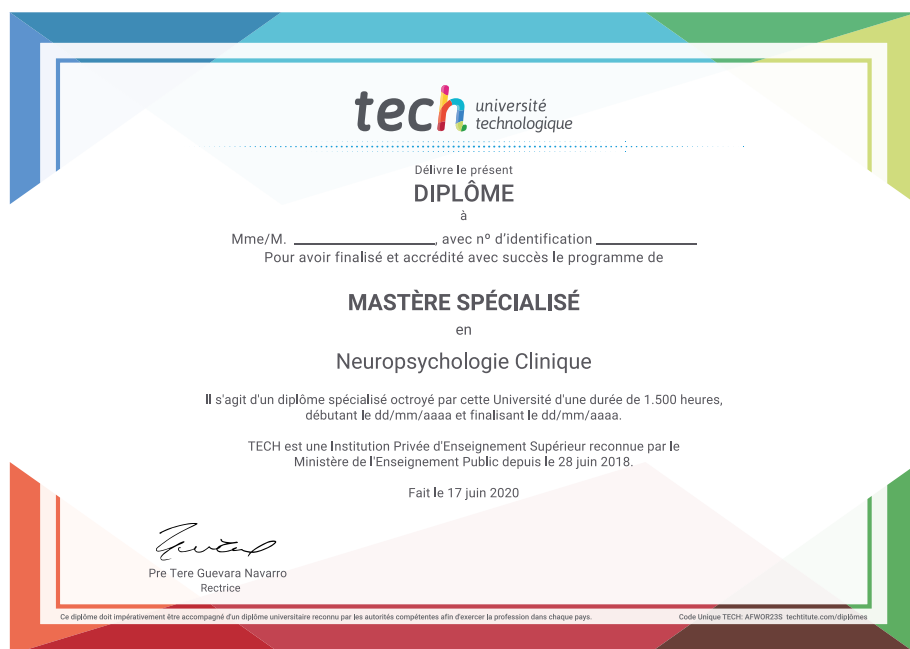 tech université
technologique
Délivre le présent
DIPLÔME
à
Mme/M. ____________________, avec nº d'identification ______________
Pour avoir finalisé et accrédité avec succès le programme de
MASTÈRE SPÉCIALISÉ
en
Neuropsychologie Clinique
Il s'agit d'un diplôme spécialisé octroyé par cette Université d'une durée de 1.500 heures,
débutant le dd/mm/aaaa et finalisant le dd/mm/aaaa.
TECH est une Institution Privée d'Enseignement Supérieur reconnue par le
Ministère de l'Enseignement Public depuis le 28 juin 2018.
Fait le 17 juin 2020
Pre Tere Guevara Navarro
Rectrice
Ce diplôme doit impérativement être accompagné d'un diplôme universitaire reconnu par les autorités compétentes afin d'exercer la profession dans chaque pays. Code Unique TECH: AFWOR23S techtitute.com/diplômes